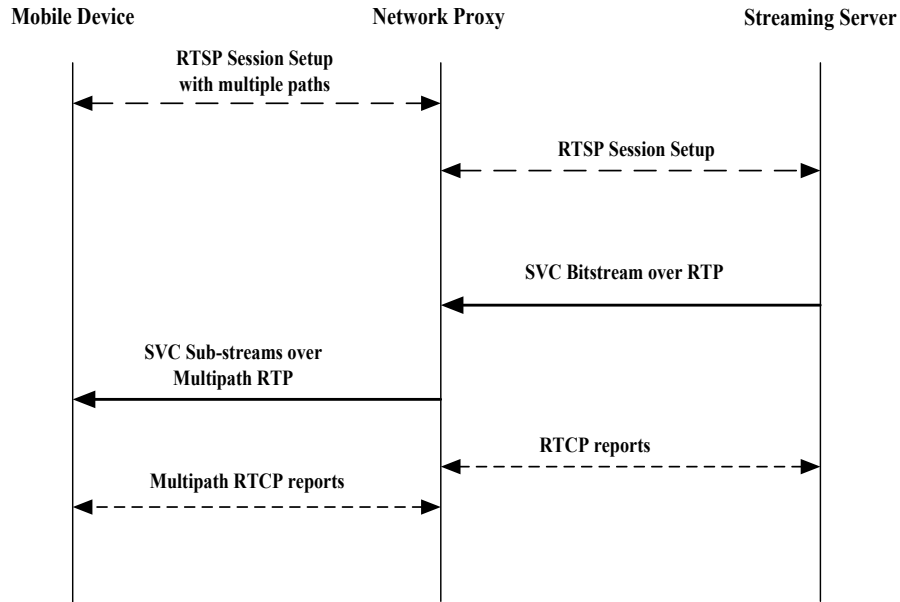 Mobile Device
Network Proxy
Streaming Server
RTSP Session Setup
with multiple paths
RTSP Session Setup
SVC Bitstream over RTP
SVC Sub-streams over
Multipath RTP
RTCP reports
Multipath RTCP reports